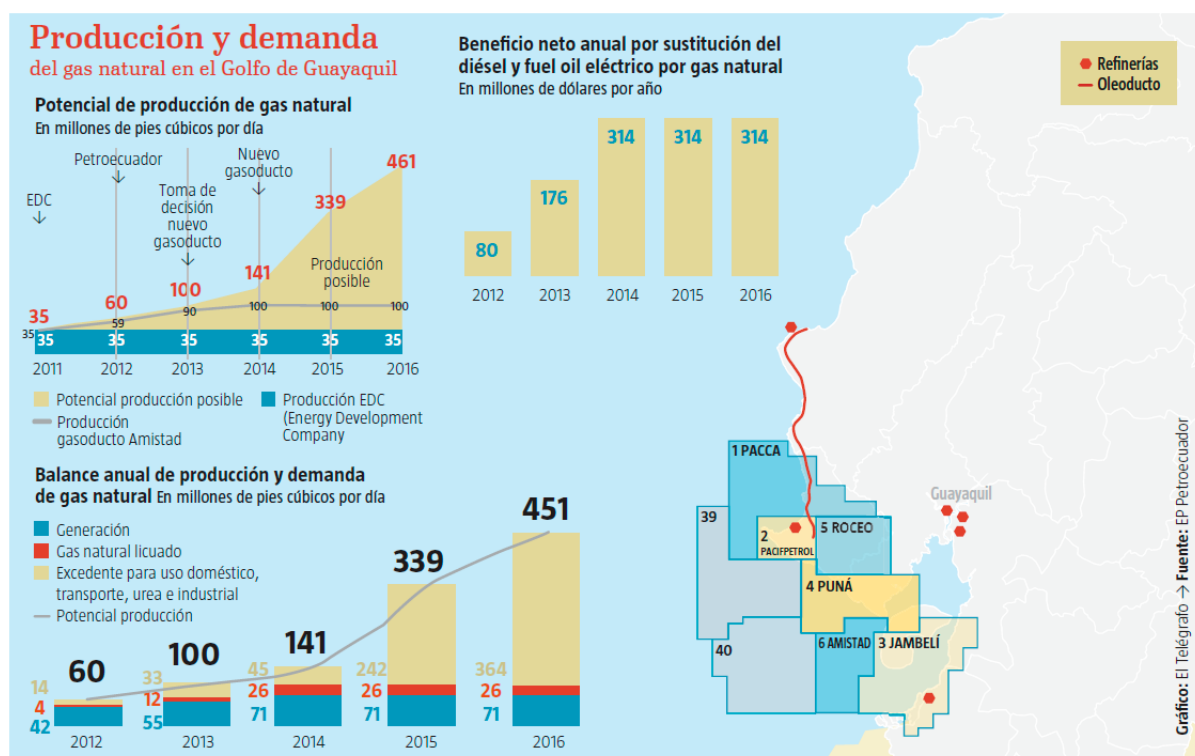 Producción y demanda
del gas natural en el Golfo de Guayaquil
Potencial de producción de gas natural
En millones de pies cúbicos por día
EDC
Petroecuador
Toma de
decisión
nuevo
gasoducto
Nuevo
gasoducto
Producción
posible
35
60
100
141
339
461
35
59
90
100
100
100
35
35
35
35
35
35
2011
2012
2013
2014
2015
2016
Potencial producción posible
Producción
gasoducto Amistad
Producción EDC
(Energy Development
Company
Beneficio neto anual por sustitución del
diésel y fuel oil eléctrico por gas natural
En millones de dólares por año
80
176
314
314
314
2012
2013
2014
2015
2016
Balance anual de producción y demanda
de gas natural En millones de pies cúbicos por día
Generación
Gas natural licuado
Excedente para uso doméstico,
transporte, urea e industrial
Potencial producción
60
100
141
339
451
14
4
42
33
12
55
45
26
71
242
26
71
364
26
71
2012
2013
2014
2015
2016
Refinerías
Oleoducto
1 PACCA
39
2
PACIFPETROL
5 ROCEO
4 PUNÁ
40
6 AMISTAD
3 JAMBELÍ
Guayaquil
Gráfico: El Telégrafo → Fuente: EP Petroecuador